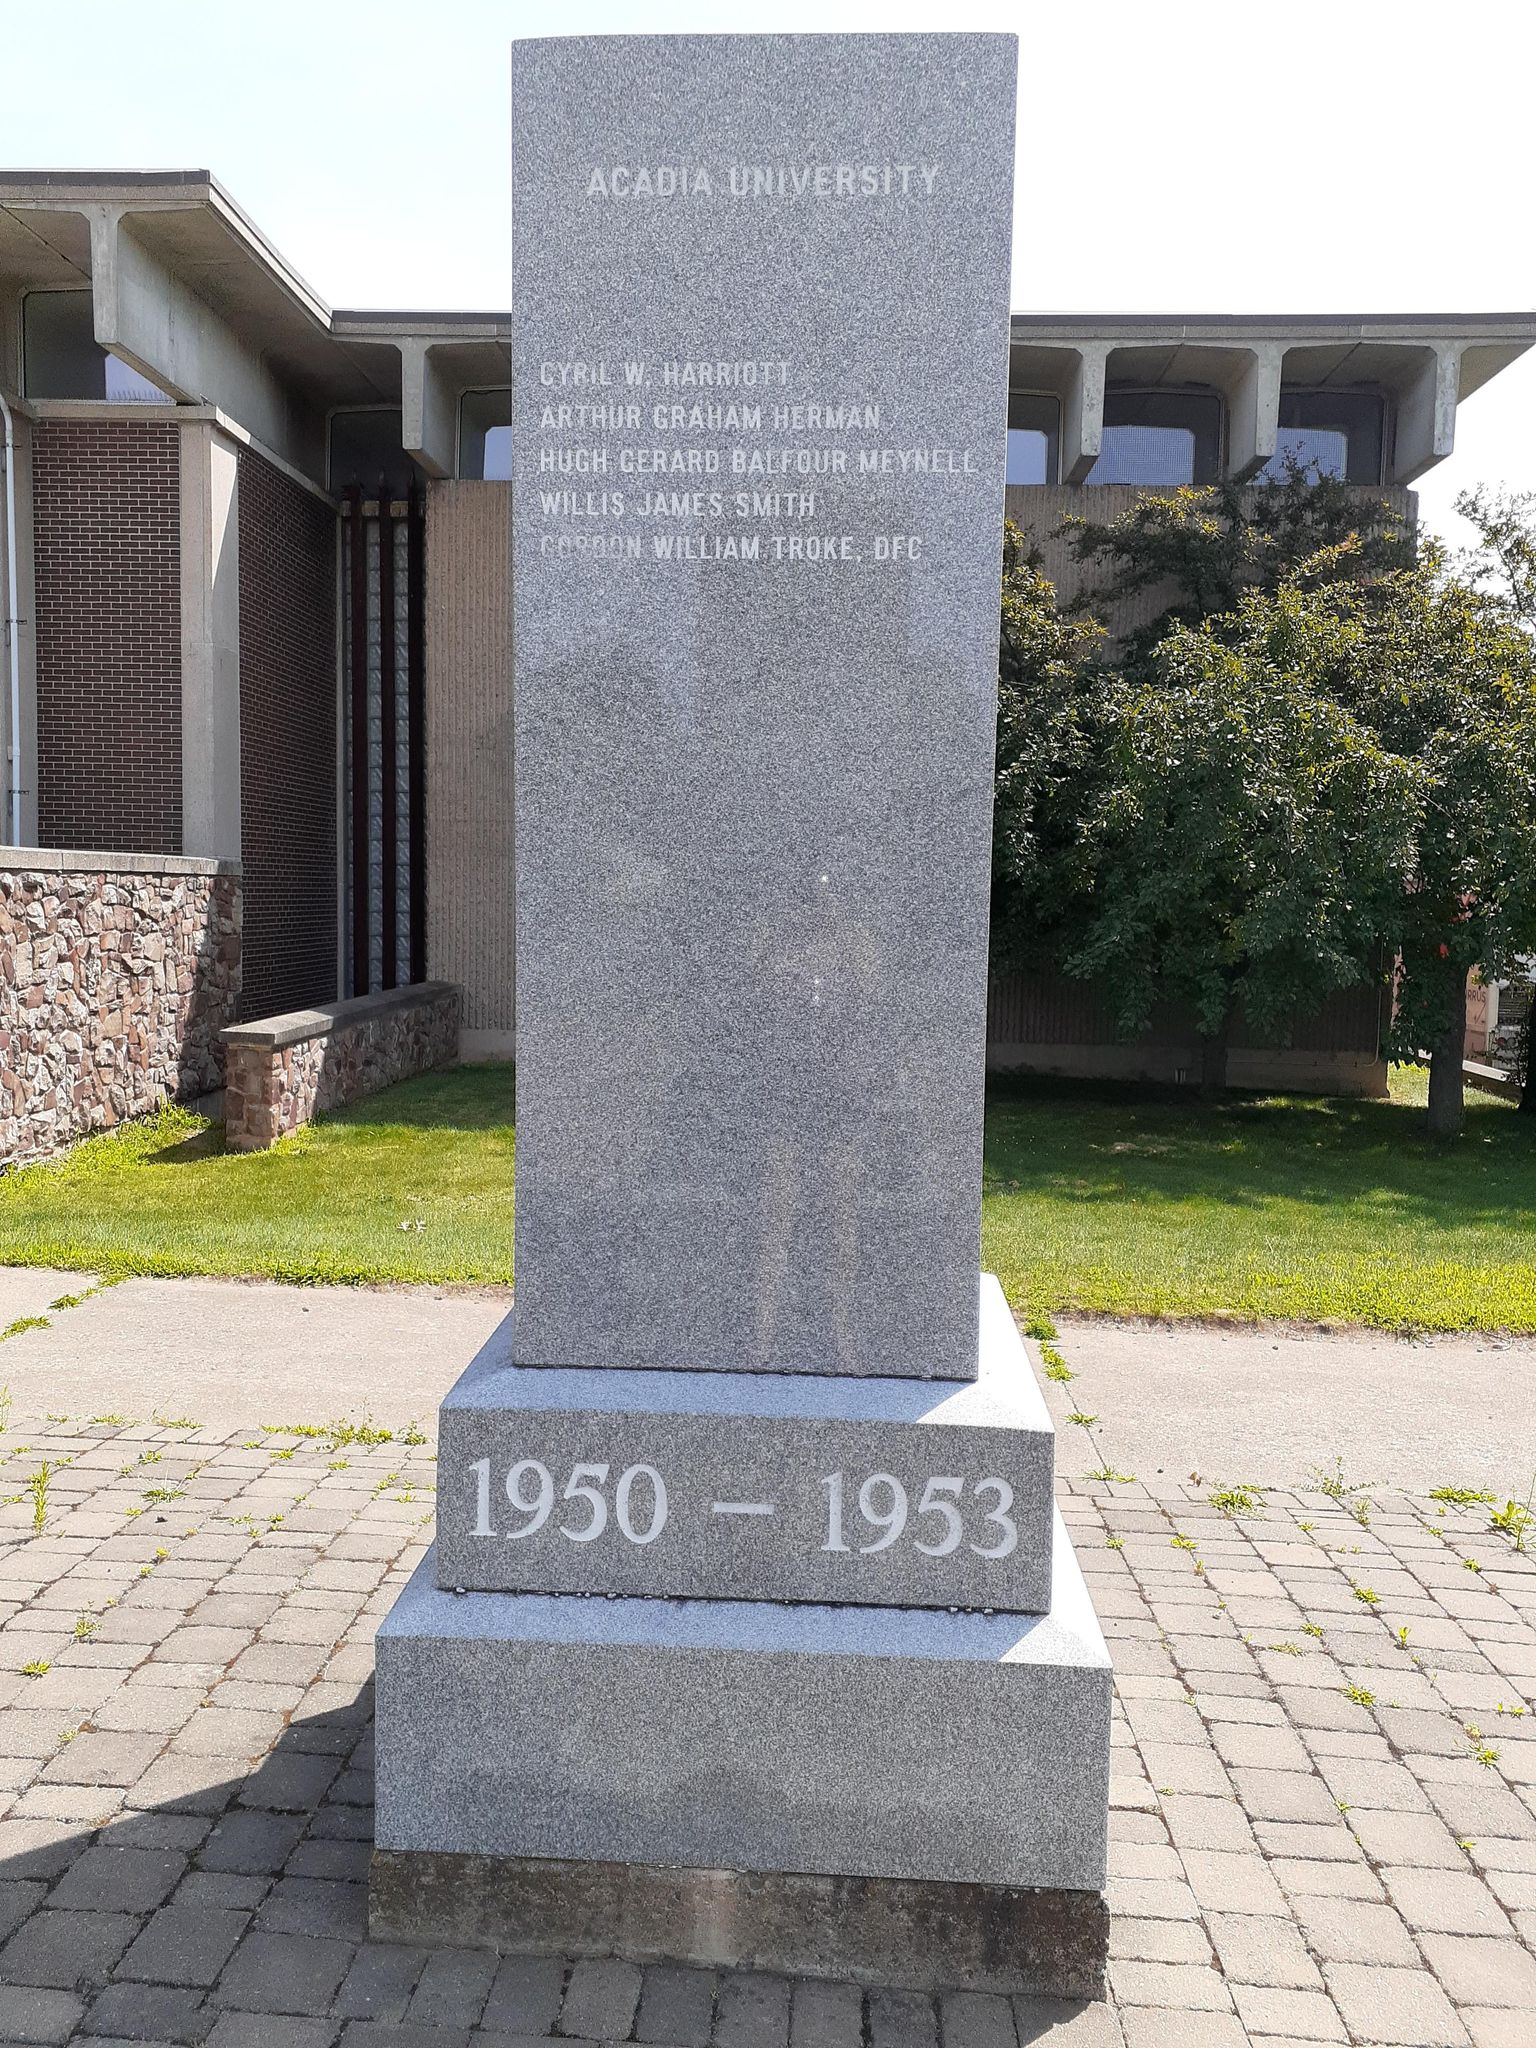 ACADIA UNIVERSITY
CYRIL W. HARRIOTT
ARTHUR GRAHAM HERMAN
HUGH GERARD BALFOUR MEYNELL
WILLIS JAMES SMITH
GORDON WILLIAM TROKE, DFC
1950 – 1953